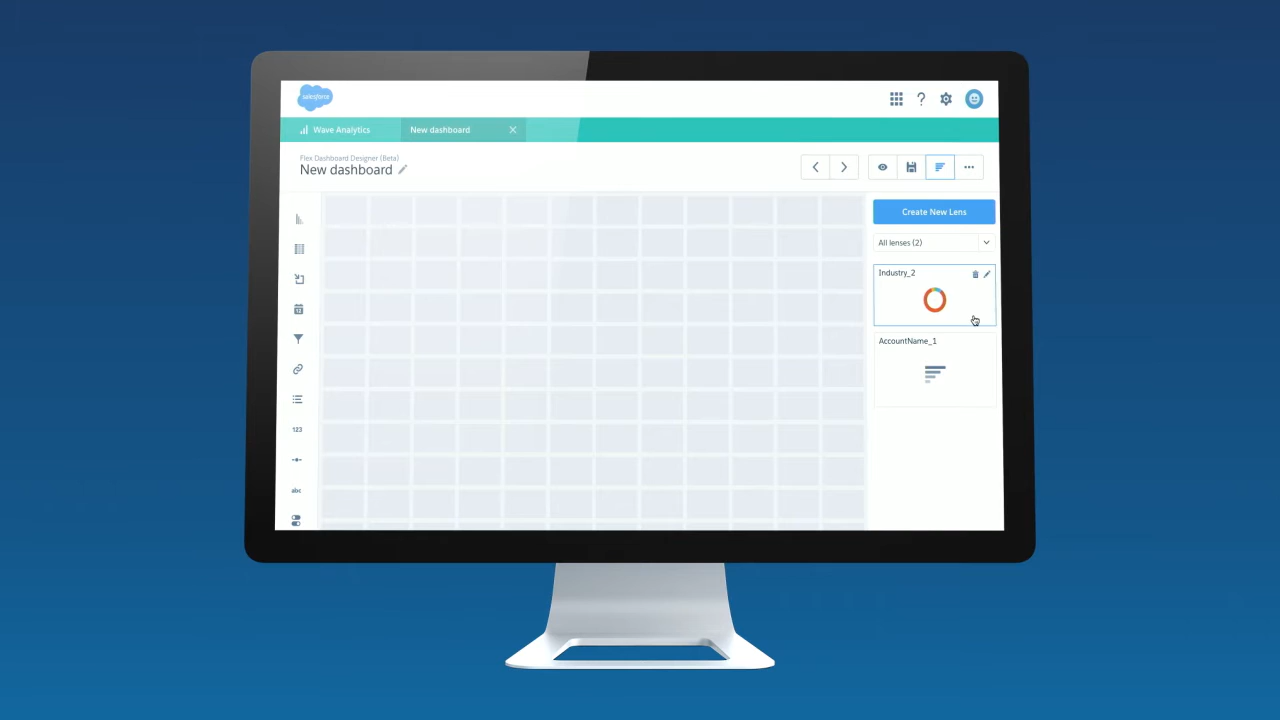 salesforce
Wave Analytics
New dashboard
Flex Dashboard Designer (Beta)
New dashboard
Create New Lens
All lenses (2)
Industry_2
AccountName_1
12
123
abc